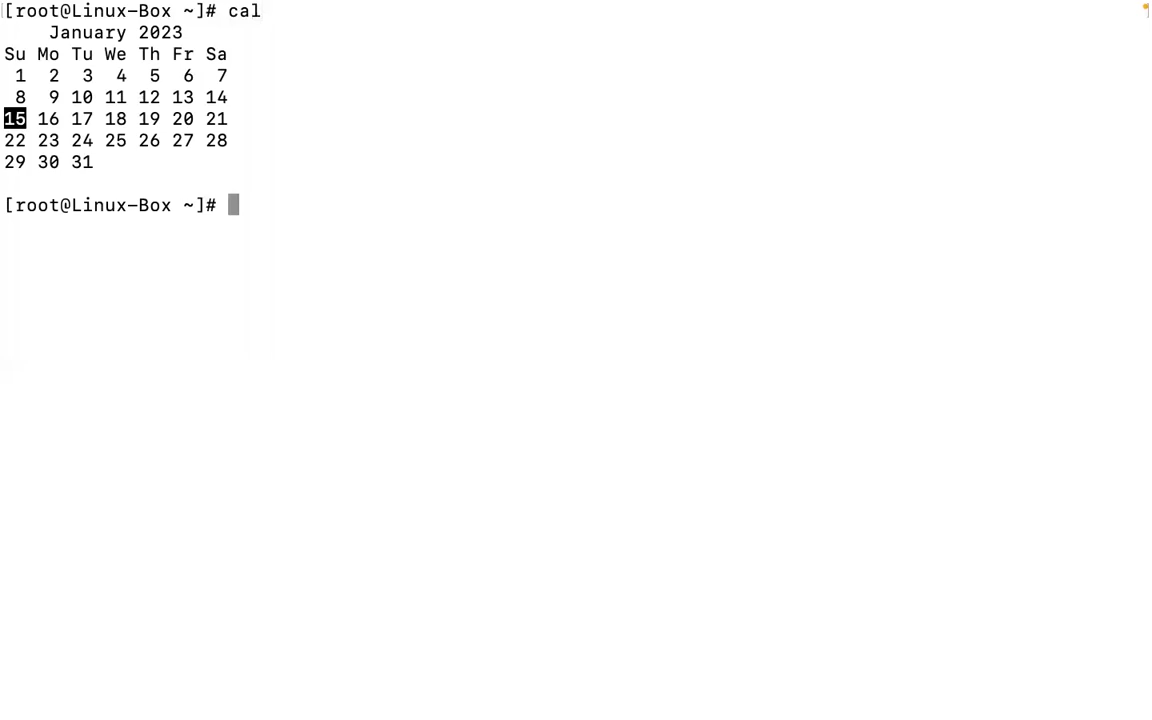 [root@Linux-Box ~]# cal
    January 2023
Su Mo Tu We Th Fr Sa
 1  2  3  4  5  6  7
 8  9 10 11 12 13 14
15 16 17 18 19 20 21
22 23 24 25 26 27 28
29 30 31

[root@Linux-Box ~]#